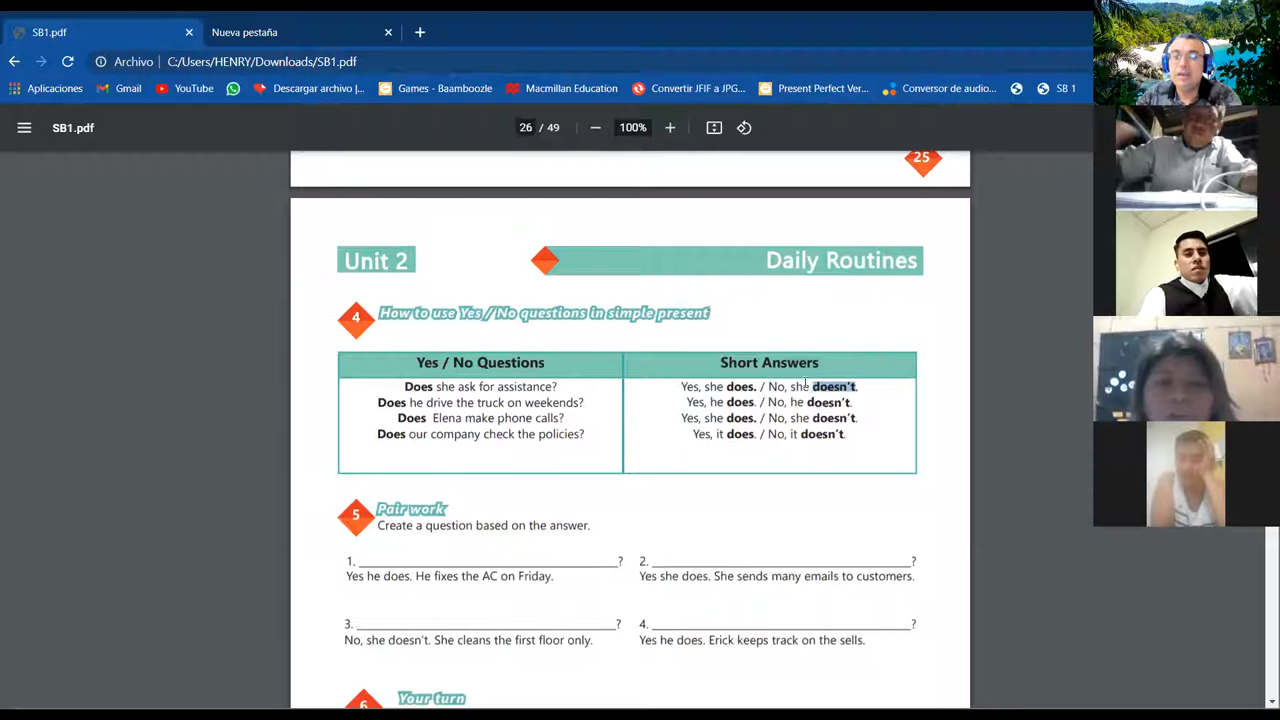 SB1.pdf
Nueva pestaña
Archivo C:/Users/HENRY/Downloads/SB1.pdf
Aplicaciones Gmail YouTube Descargar archivo |... Games - Baamboozle Macmillan Education Convertir JFIF a JPG... Present Perfect Ver... Conversor de audio... SB 1
SB1.pdf 26 / 49 100%
25
Unit 2 Daily Routines
4 How to use Yes / No questions in simple present
Yes / No Questions Short Answers
Does she ask for assistance? Yes, she does. / No, she doesn't.
Does he drive the truck on weekends? Yes, he does. / No, he doesn't.
Does Elena make phone calls? Yes, she does. / No, she doesn't.
Does our company check the policies? Yes, it does. / No, it doesn't.
5 Pair work
Create a question based on the answer.
1. ______________________________? 2. ______________________________?
Yes he does. He fixes the AC on Friday. Yes she does. She sends many emails to customers.
3. ______________________________? 4. ______________________________?
No, she doesn't. She cleans the first floor only. Yes he does. Erick keeps track on the sells.
6 Your turn